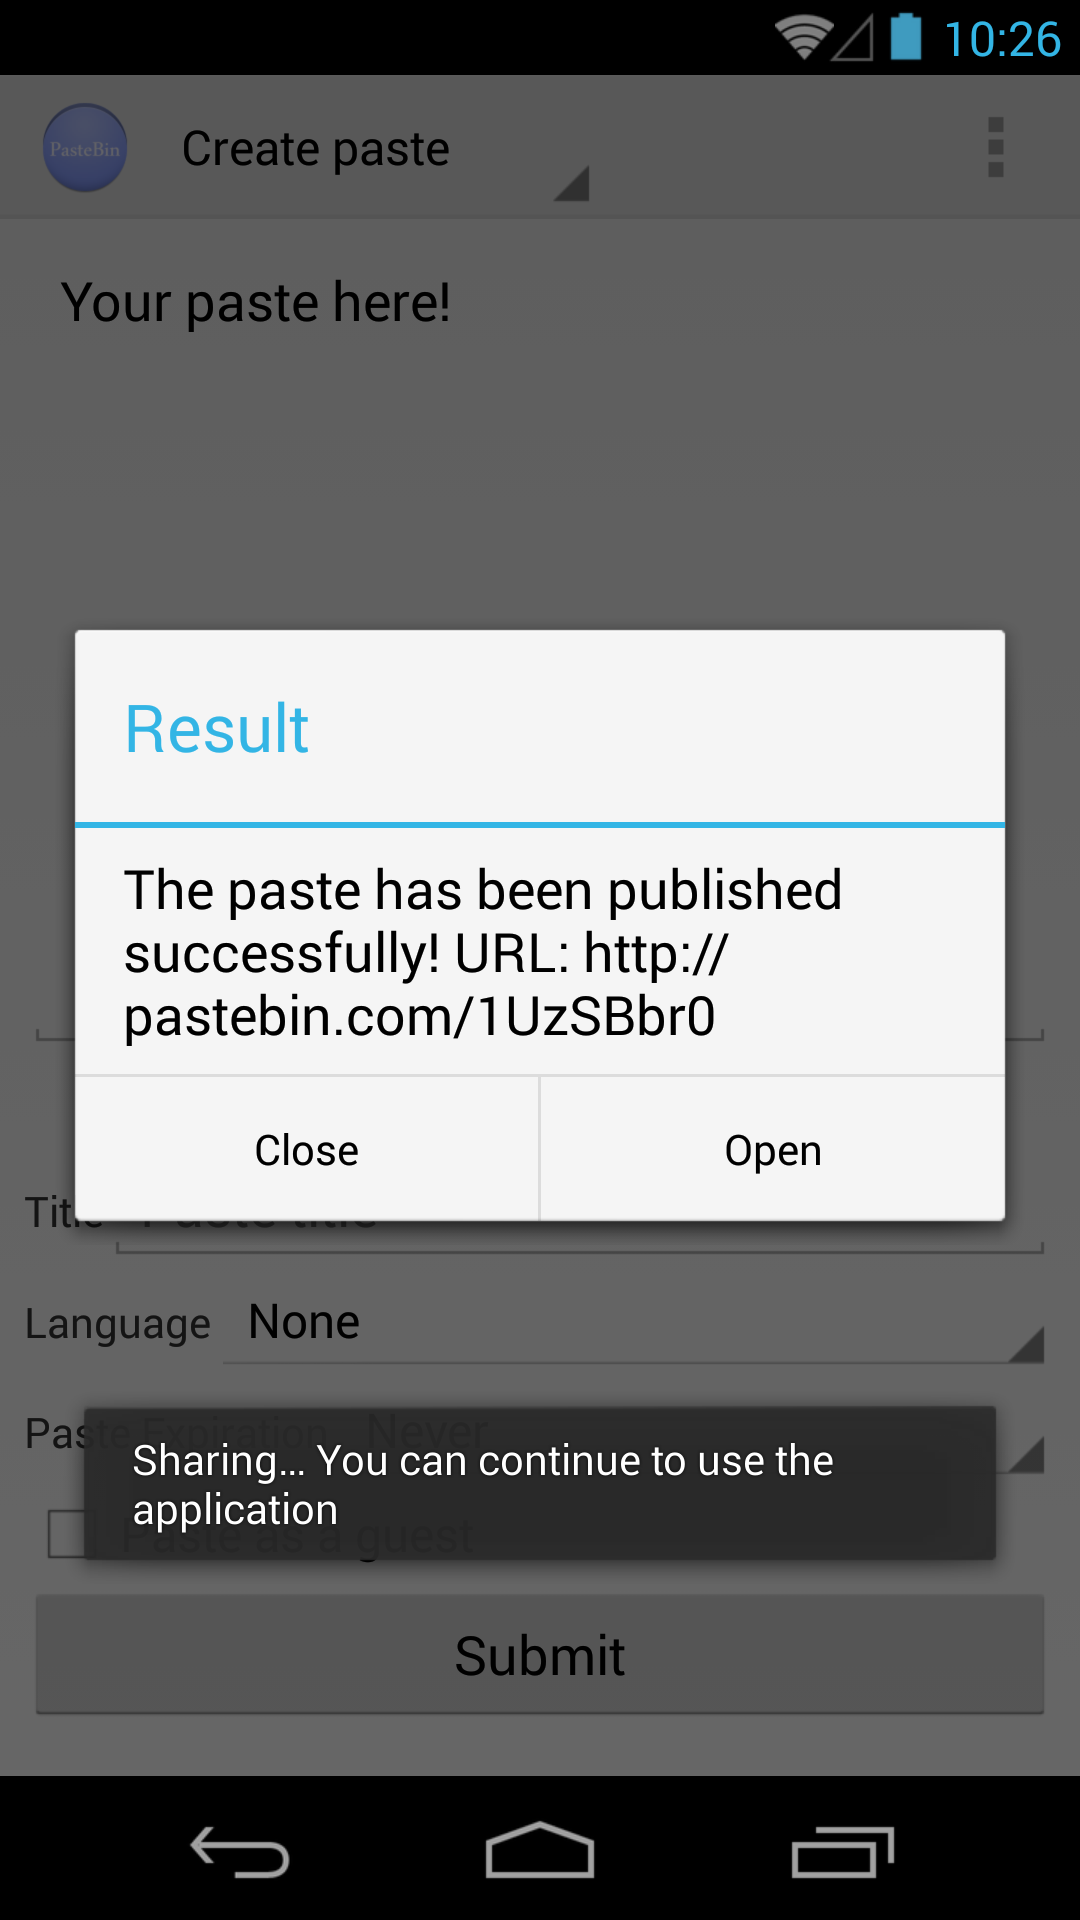 10:26
PasteBin
Create paste
Your paste here!
Result
The paste has been published
successfully! URL: http://
pastebin.com/1UzSBbr0
Close
Open
Title Paste title
Language None
Paste Expiration Never
Sharing... You can continue to use the
application
Paste as a guest
Submit